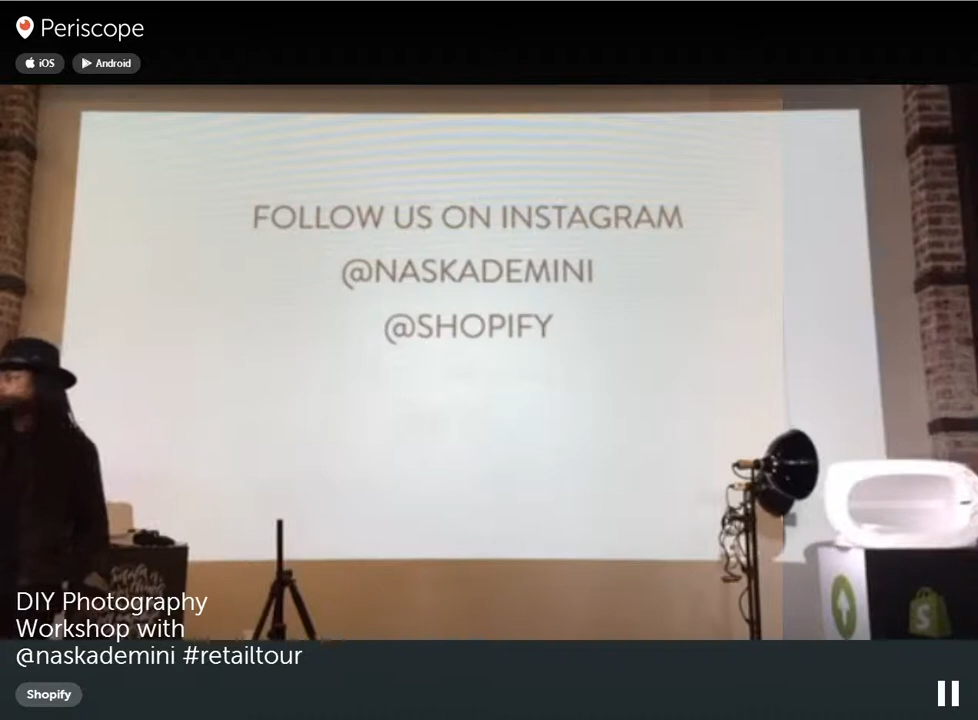 Periscope
iOS
Android
FOLLOW US ON INSTAGRAM
@NASKADEMINI
@SHOPIFY
S
DIY Photography
Workshop with
@naskademini #retailtour
Shopify